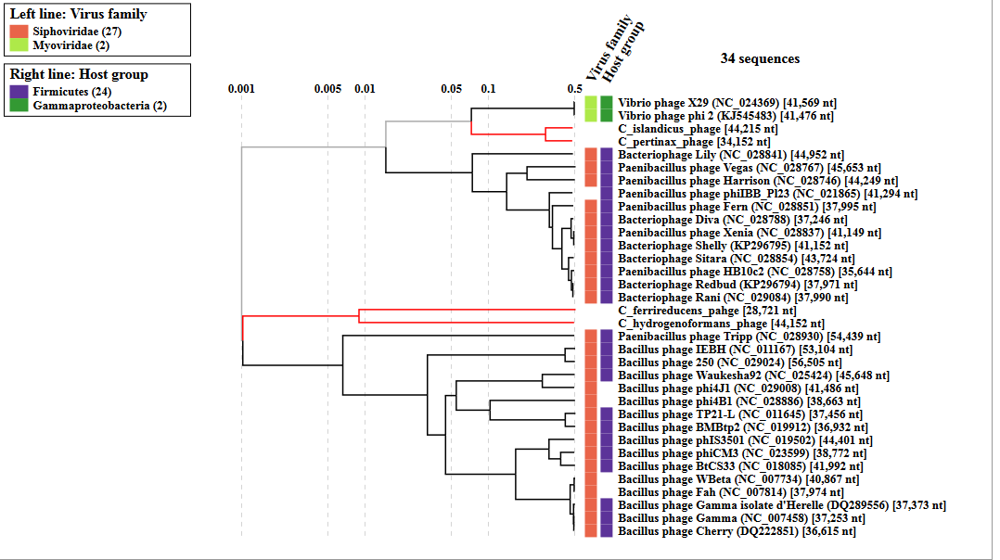 Left line: Virus family
Siphoviridae (27)
Myoviridae (2)
Right line: Host group
Firmicutes (24)
Gammaproteobacteria (2)
Virus family
Host group
34 sequences
0.001 0.005 0.01 0.05 0.1 0.5
Vibrio phage X29 (NC_024369) [41,569 nt]
Vibrio phage phi 2 (KJ545483) [41,476 nt]
C_islandicus_phage [44,215 nt]
C_pertinax_phage [34,152 nt]
Bacteriophage Lily (NC_028841) [44,952 nt]
Paenibacillus phage Vegas (NC_028767) [45,653 nt]
Paenibacillus phage Harrison (NC_028746) [44,249 nt]
Paenibacillus phage phiIBB_Pl23 (NC_021865) [41,294 nt]
Paenibacillus phage Fern (NC_028851) [37,995 nt]
Bacteriophage Diva (NC_028788) [37,246 nt]
Paenibacillus phage Xenia (NC_028837) [41,149 nt]
Bacteriophage Shelly (KP296795) [41,152 nt]
Bacteriophage Sitara (NC_028854) [43,724 nt]
Paenibacillus phage HB10c2 (NC_028758) [35,644 nt]
Bacteriophage Redbud (KP296794) [37,971 nt]
Bacteriophage Rani (NC_029084) [37,990 nt]
C_ferrireducens_pahge [28,721 nt]
C_hydrogenoformans_phage [44,152 nt]
Paenibacillus phage Tripp (NC_028930) [54,439 nt]
Bacillus phage IEBH (NC_011167) [53,104 nt]
Bacillus phage 250 (NC_029024) [56,505 nt]
Bacillus phage Waukesha92 (NC_025424) [45,648 nt]
Bacillus phage phi4J1 (NC_029008) [41,486 nt]
Bacillus phage phi4B1 (NC_028886) [38,663 nt]
Bacillus phage TP21-L (NC_011645) [37,456 nt]
Bacillus phage BMBtp2 (NC_019912) [36,932 nt]
Bacillus phage phIS3501 (NC_019502) [44,401 nt]
Bacillus phage phiCM3 (NC_023599) [38,772 nt]
Bacillus phage BtCS33 (NC_018085) [41,992 nt]
Bacillus phage WBeta (NC_007734) [40,867 nt]
Bacillus phage Fah (NC_007814) [37,974 nt]
Bacillus phage Gamma isolate d'Herelle (DQ289556) [37,373 nt]
Bacillus phage Gamma (NC_007458) [37,253 nt]
Bacillus phage Cherry (DQ222851) [36,615 nt]